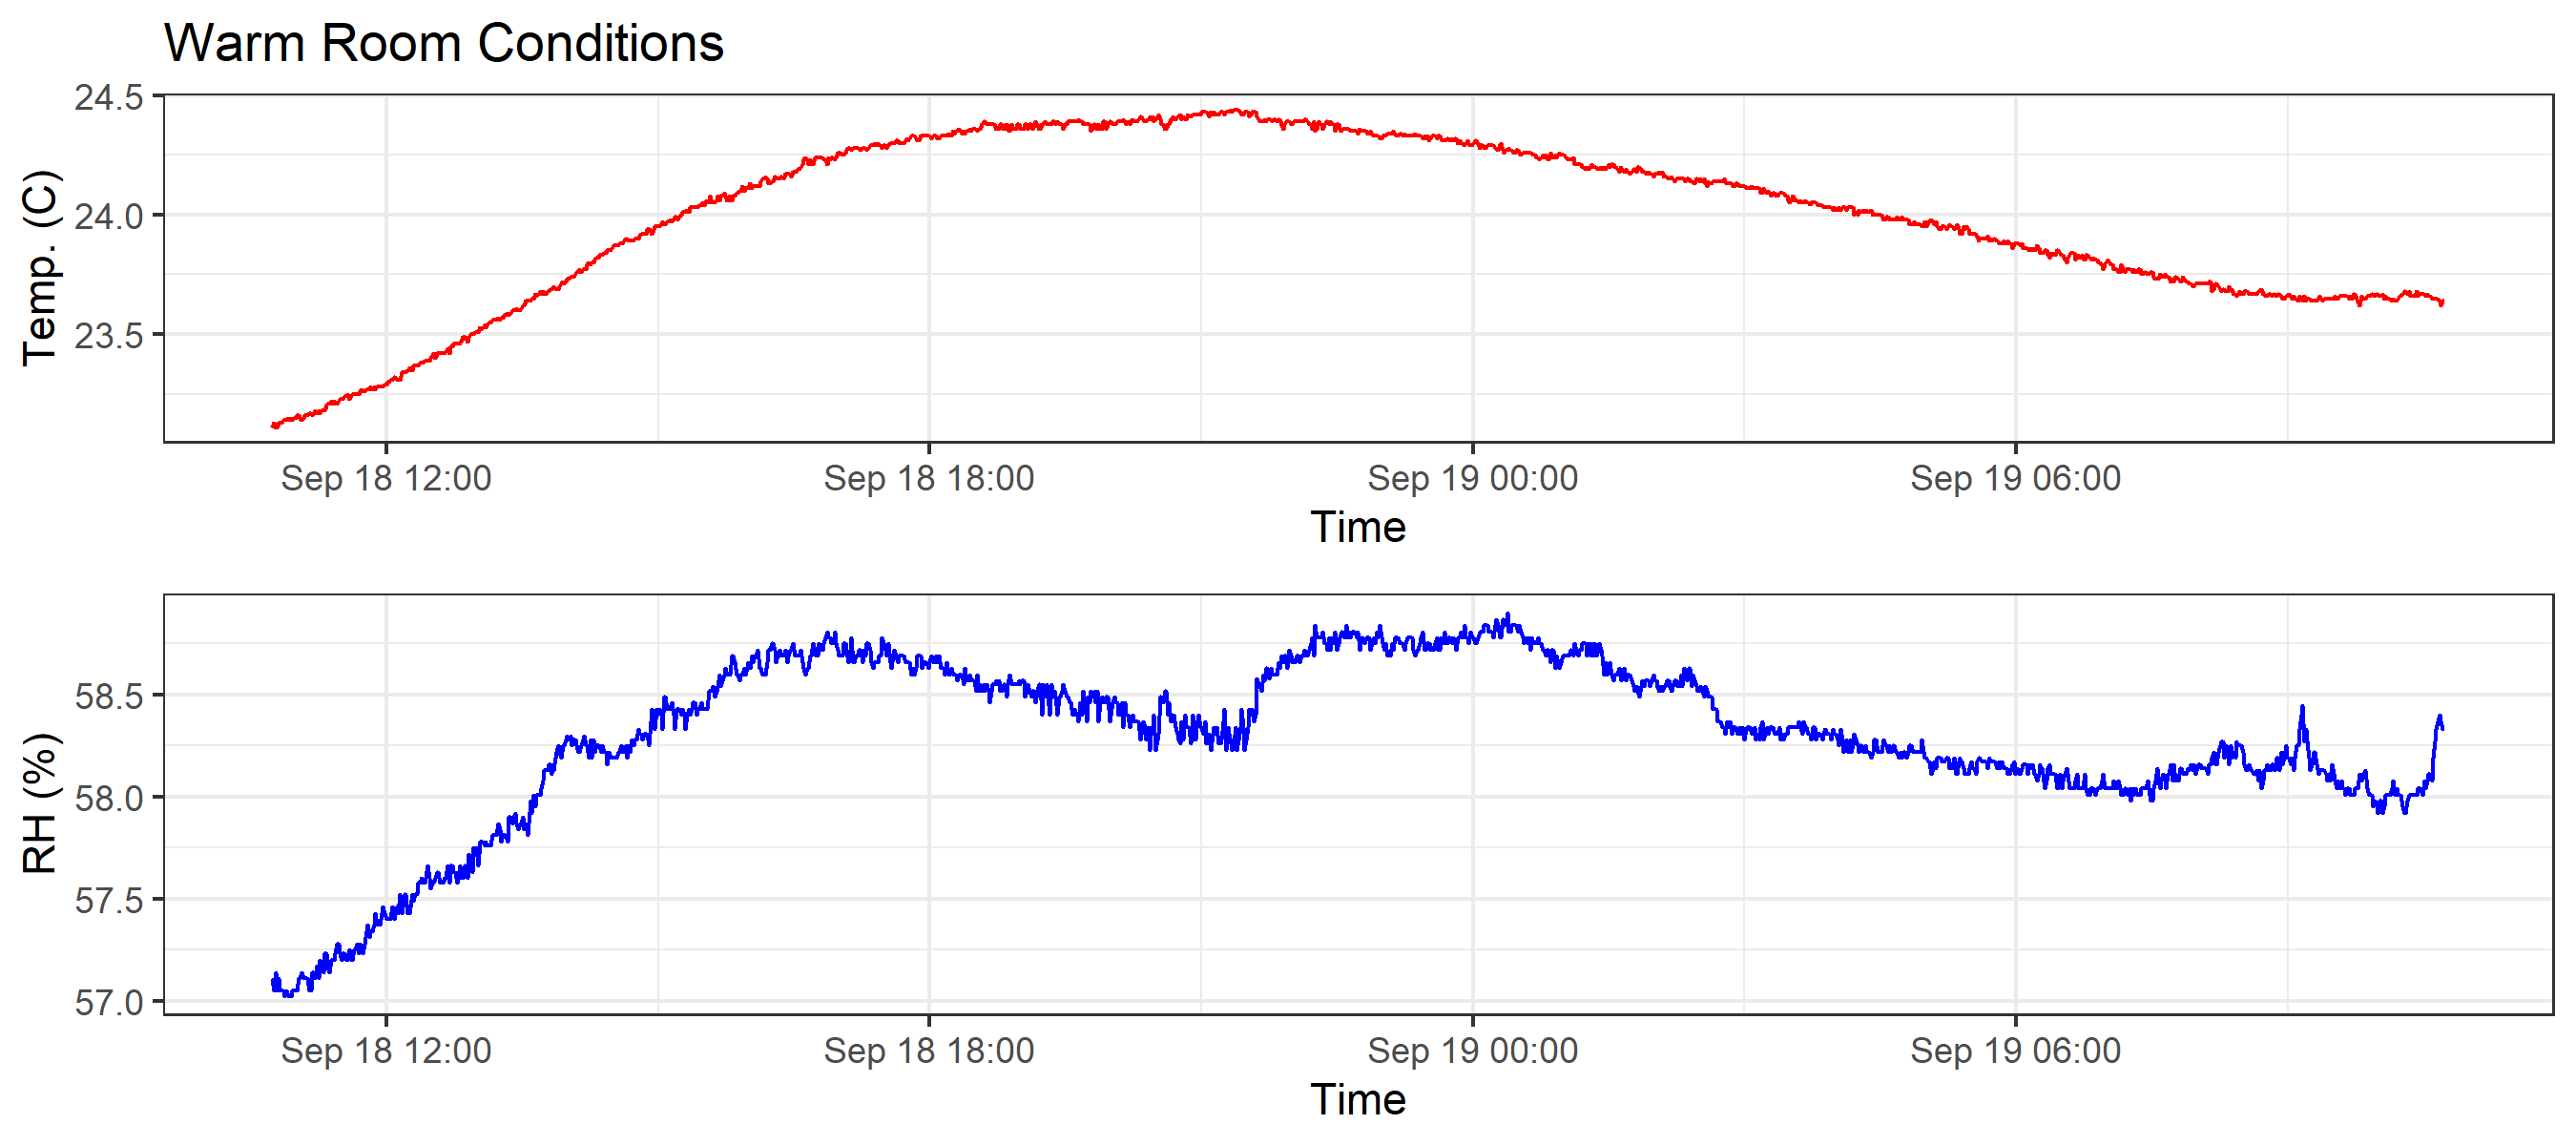 Warm Room Conditions
24.5
24.0
23.5
Temp. (C)
Sep 18 12:00 Sep 18 18:00 Sep 19 00:00 Sep 19 06:00
Time
58.5
58.0
57.5
57.0
RH (%)
Sep 18 12:00 Sep 18 18:00 Sep 19 00:00 Sep 19 06:00
Time